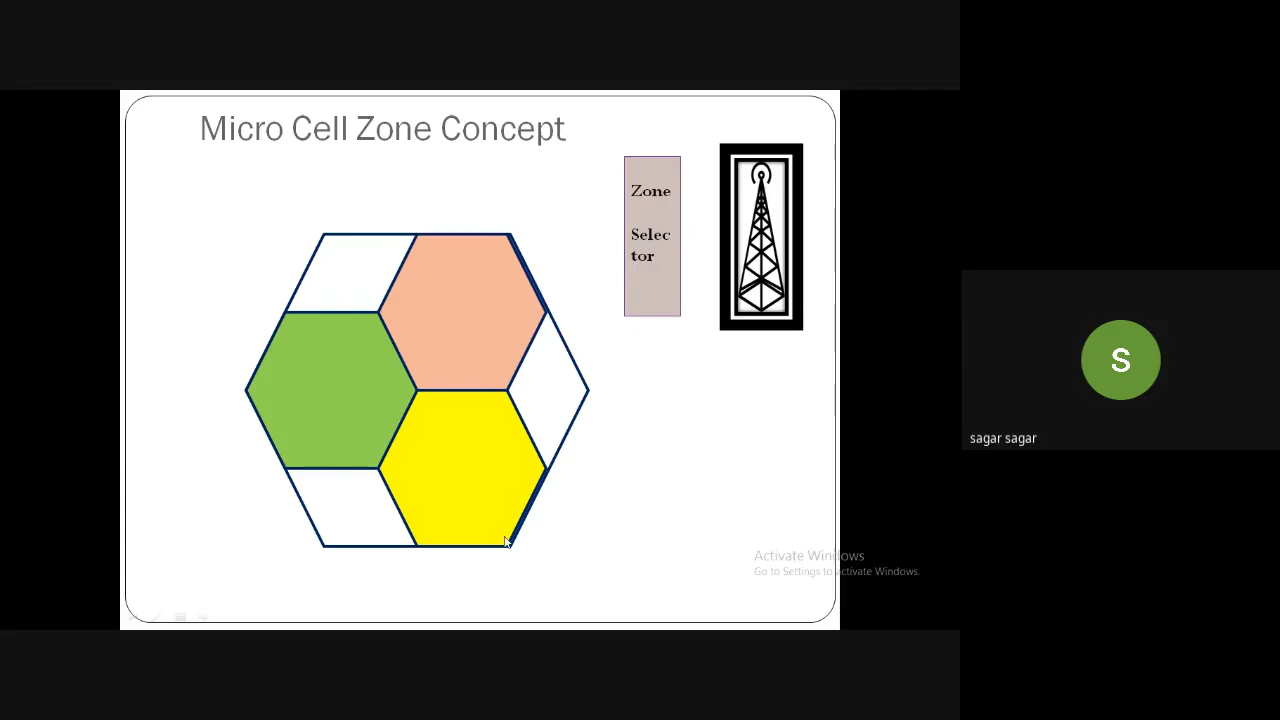 Micro Cell Zone Concept
Zone
Selec
tor
S
sagar sagar
Activate Windows
Go to Settings to activate Windows.